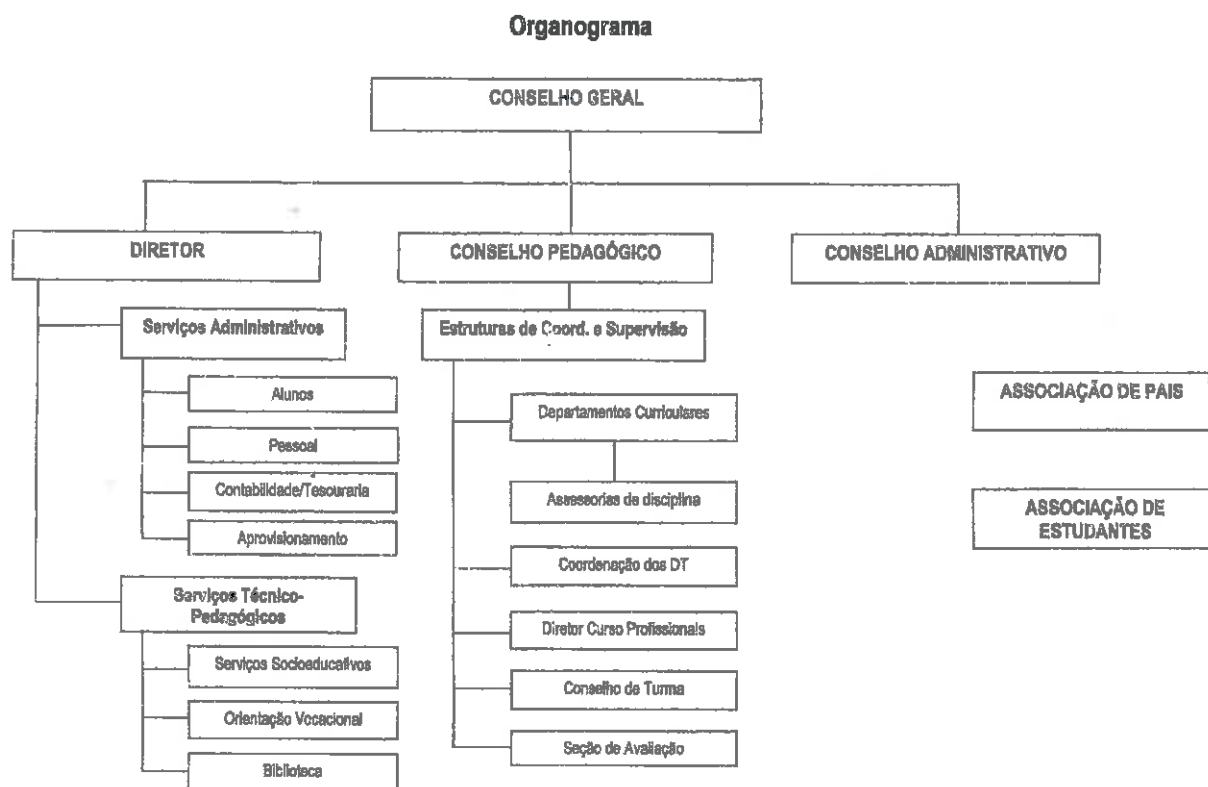 Organograma
CONSELHO GERAL
DIRETOR
CONSELHO PEDAGÓGICO
CONSELHO ADMINISTRATIVO
Serviços Administrativos
Alunos
Pessoal
Contabilidade/Tesouraria
Aprovisionamento
Serviços Técnico-
Pedagógicos
Serviços Socioeducativos
Orientação Vocacional
Biblioteca
Estruturas de Coord. e Supervisão
Departamentos Curriculares
Assessorias de disciplina
Coordenação dos DT
Diretor Curso Profissionais
Conselho de Turma
Seção de Avaliação
ASSOCIAÇÃO DE PAIS
ASSOCIAÇÃO DE
ESTUDANTES